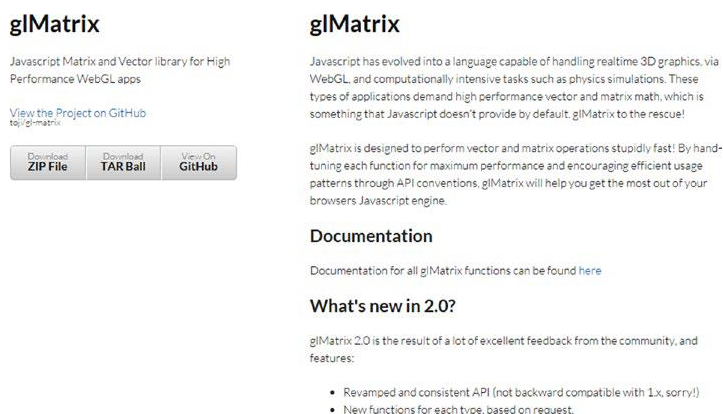 glMatrix
Javascript Matrix and Vector library for High
Performance WebGL apps
View the Project on GitHub
toji/gl-matrix
Download
ZIP File
Download
TAR Ball
View On
GitHub
glMatrix
Javascript has evolved into a language capable of handling realtime 3D graphics, via
WebGL, and computationally intensive tasks such as physics simulations. These
types of applications demand high performance vector and matrix math, which is
something that Javascript doesn't provide by default. glMatrix to the rescue!
glMatrix is designed to perform vector and matrix operations stupidly fast! By hand-
tuning each function for maximum performance and encouraging efficient usage
patterns through API conventions, glMatrix will help you get the most out of your
browsers Javascript engine.
Documentation
Documentation for all glMatrix functions can be found here
What's new in 2.0?
glMatrix 2.0 is the result of a lot of excellent feedback from the community, and
features:
• Revamped and consistent API (not backward compatible with 1.x, sorry!)
• New functions for each type, based on request.